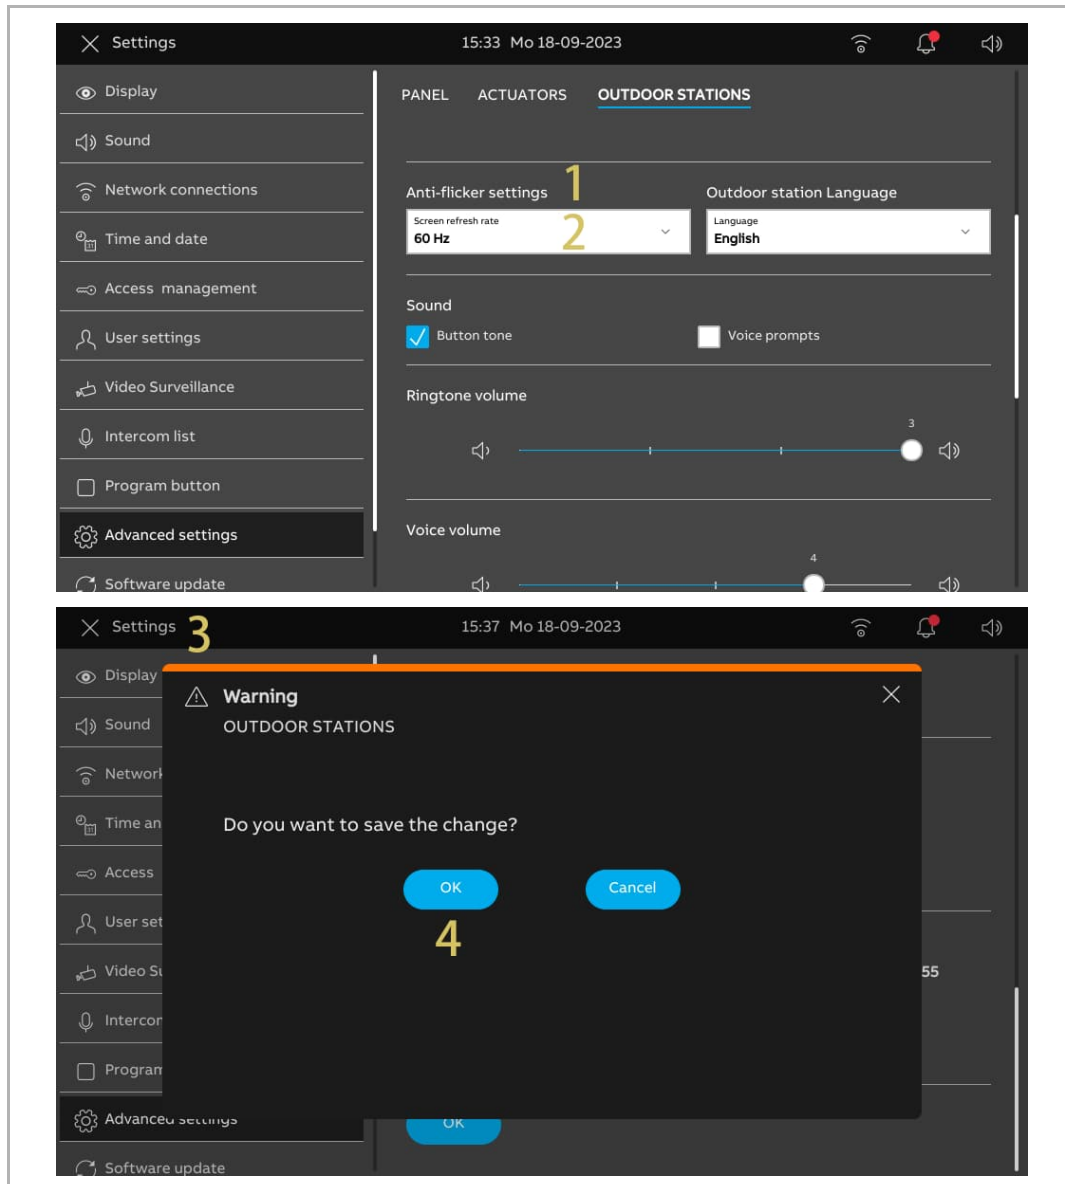 Settings 15:33 Mo 18-09-2023
Display
PANEL ACTUATORS OUTDOOR STATIONS
Sound
Network connections
Anti-flicker settings 1 Outdoor station Language
Screen refresh rate
60 Hz 2
Language
English
Time and date
Access management
Sound
User settings
Button tone Voice prompts
Video Surveillance
Ringtone volume
3
Intercom list
Program button
Advanced settings
Voice volume
4
Software update
Settings 3 15:37 Mo 18-09-2023
Display
Warning
Sound
OUTDOOR STATIONS
Network
Time an
Do you want to save the change?
Access
OK Cancel
User set
4
Video Su
55
Intercon
Program
Advanced settings
OK
Software update